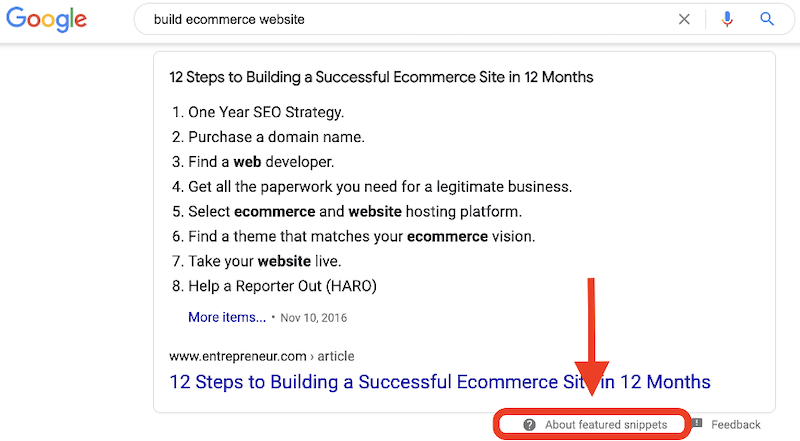 Google
build ecommerce website
12 Steps to Building a Successful Ecommerce Site in 12 Months
1. One Year SEO Strategy.
2. Purchase a domain name.
3. Find a web developer.
4. Get all the paperwork you need for a legitimate business.
5. Select ecommerce and website hosting platform.
6. Find a theme that matches your ecommerce vision.
7. Take your website live.
8. Help a Reporter Out (HARO)
More items... • Nov 10, 2016
www.entrepreneur.com › article
12 Steps to Building a Successful Ecommerce Site in 12 Months
About featured snippets Feedback